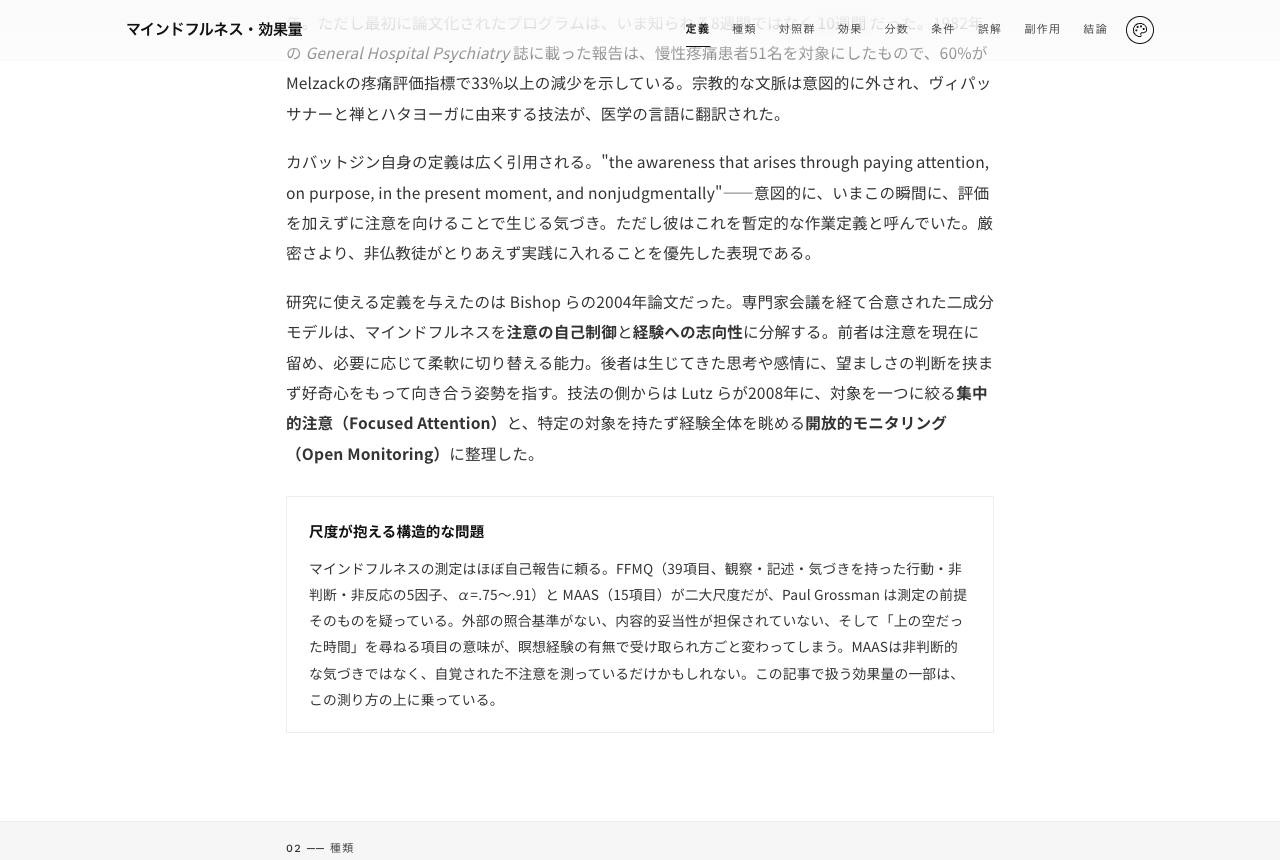 マインドフルネス・効果量
定義 種類 対照群 効果 分数 条件 誤解 副作用 結論
ただし最初に論文化されたプログラムは、いま知られる8週間ではなく 10週間 だった。1982年
の General Hospital Psychiatry 誌に載った報告は、慢性疼痛患者51名を対象にしたもので、60%が
Melzackの疼痛評価指標で33%以上の減少を示している。宗教的な文脈は意図的に外され、ヴィパッ
サナーと禅とハタヨーガに由来する技法が、医学の言語に翻訳された。
カバットジン自身の定義は広く引用される。"the awareness that arises through paying attention,
on purpose, in the present moment, and nonjudgmentally"——意図的に、いまこの瞬間に、評価
を加えずに注意を向けることで生じる気づき。ただし彼はこれを暫定的な作業定義と呼んでいた。厳
密さより、非仏教徒がとりあえず実践に入れることを優先した表現である。
研究に使える定義を与えたのは Bishop らの2004年論文だった。専門家会議を経て合意された二成分
モデルは、マインドフルネスを注意の自己制御と経験への志向性に分解する。前者は注意を現在に
留め、必要に応じて柔軟に切り替える能力。後者は生じてきた思考や感情に、望ましさの判断を挟ま
ず好奇心をもって向き合う姿勢を指す。技法の側からは Lutz らが2008年に、対象を一つに絞る集中
的注意（Focused Attention）と、特定の対象を持たず経験全体を眺める開放的モニタリング
（Open Monitoring）に整理した。
尺度が抱える構造的な問題
マインドフルネスの測定はほぼ自己報告に頼る。FFMQ（39項目、観察・記述・気づきを持った行動・非
判断・非反応の5因子、α=.75〜.91）と MAAS（15項目）が二大尺度だが、Paul Grossman は測定の前提
そのものを疑っている。外部の照合基準がない、内容的妥当性が担保されていない、そして「上の空だっ
た時間」を尋ねる項目の意味が、瞑想経験の有無で受け取られ方ごと変わってしまう。MAASは非判断的
な気づきではなく、自覚された不注意を測っているだけかもしれない。この記事で扱う効果量の一部は、
この測り方の上に乗っている。
02 —— 種類